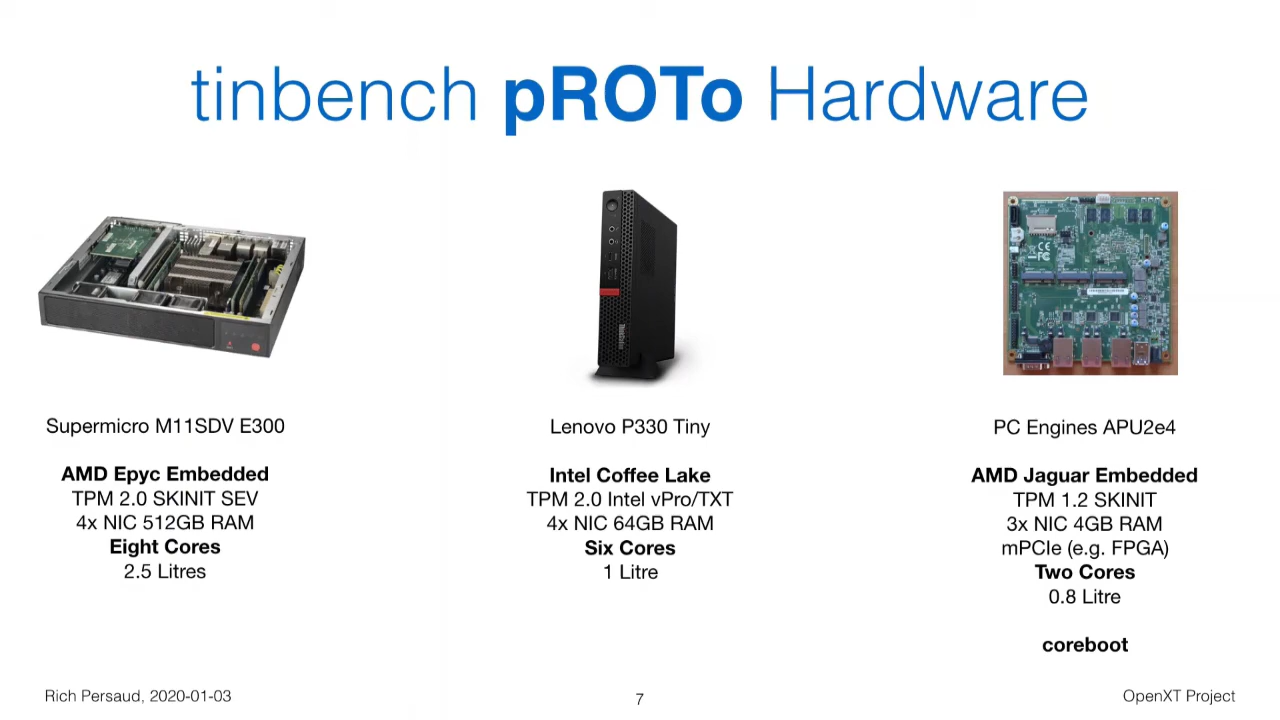 tinbench pROTo Hardware
Supermicro M11SDV E300
AMD Epyc Embedded
TPM 2.0 SKINIT SEV
4x NIC 512GB RAM
Eight Cores
2.5 Litres
Lenovo P330 Tiny
Intel Coffee Lake
TPM 2.0 Intel vPro/TXT
4x NIC 64GB RAM
Six Cores
1 Litre
PC Engines APU2e4
AMD Jaguar Embedded
TPM 1.2 SKINIT
3x NIC 4GB RAM
mPCIe (e.g. FPGA)
Two Cores
0.8 Litre
coreboot
Rich Persaud, 2020-01-03
7
OpenXT Project